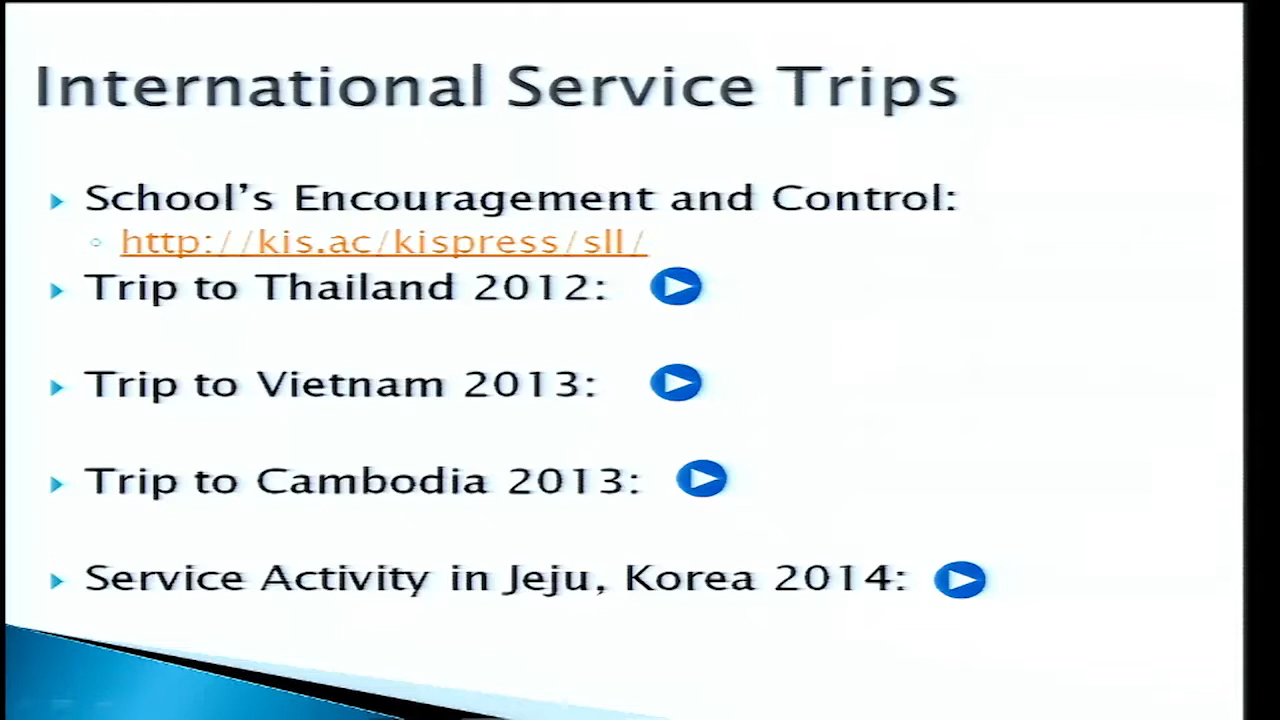 International Service Trips
School's Encouragement and Control:
http://kis.ac/kispress/sll/
Trip to Thailand 2012:
Trip to Vietnam 2013:
Trip to Cambodia 2013:
Service Activity in Jeju, Korea 2014: